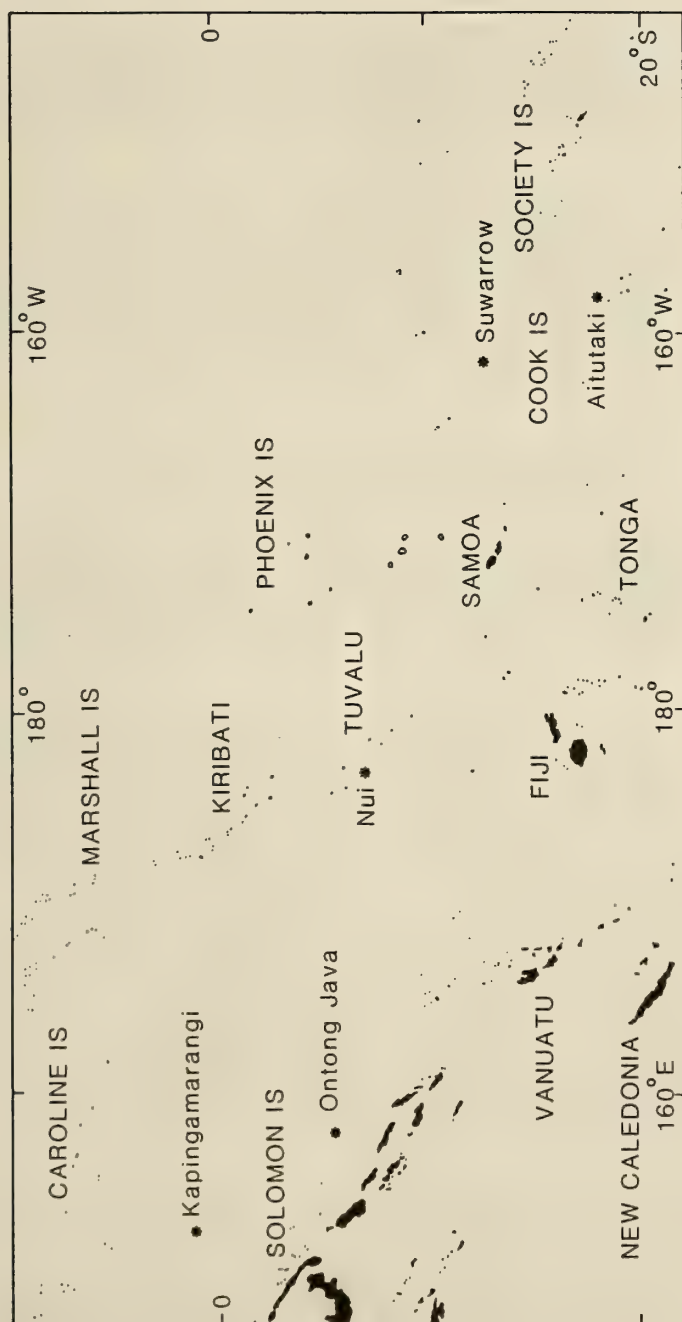 160°W
180°
0
20°S
0
160°W.
180°
160°E
CAROLINE IS
MARSHALL IS
Kapingamarangi
KIRIBATI
PHOENIX IS
SOLOMON IS
Ontong Java
Nui
TUVALU
SAMOA
Suwarrow
SOCIETY IS
COOK IS
VANUATU
FIJI
Aitutaki
TONGA
NEW CALEDONIA